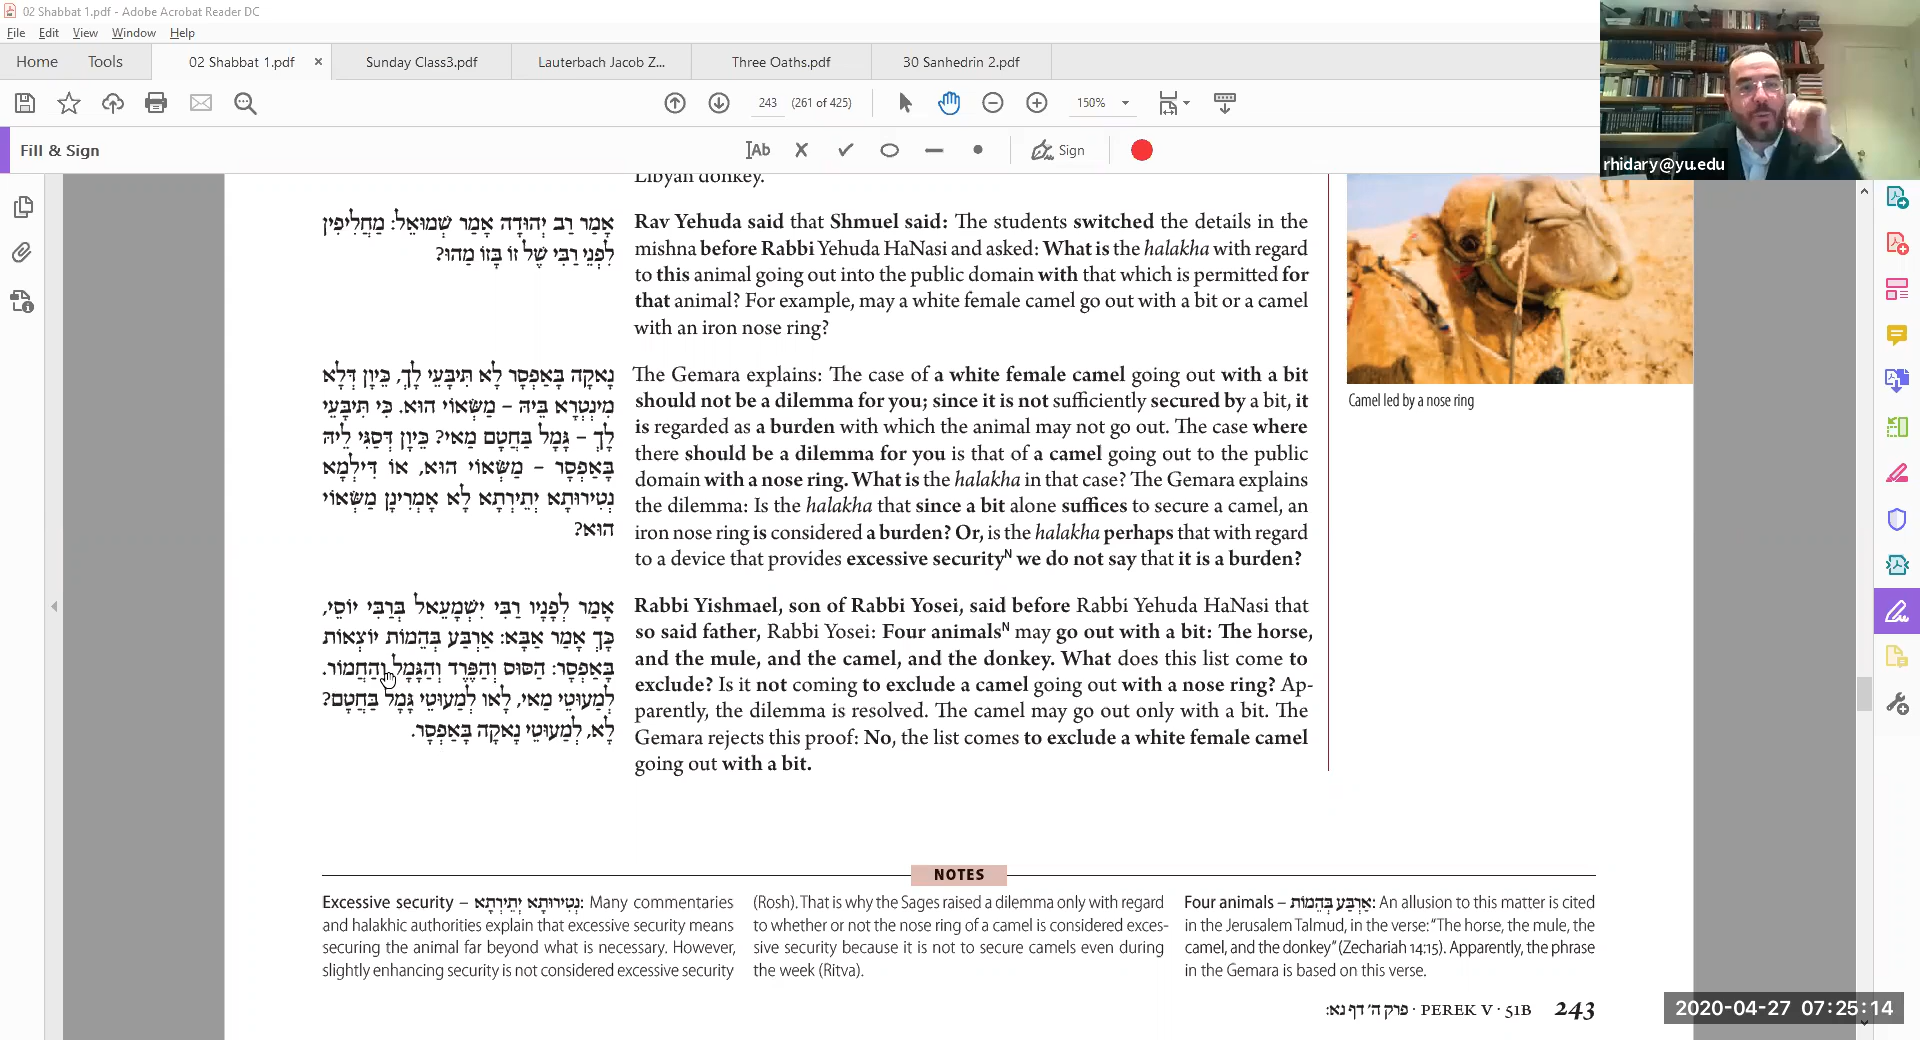 02 Shabbat 1.pdf - Adobe Acrobat Reader DC
File Edit View Window Help
Home Tools 02 Shabbat 1.pdf × Sunday Class3.pdf Lauterbach Jacob Z... Three Oaths.pdf 30 Sanhedrin 2.pdf
243 (261 of 425) 150%
Fill & Sign
Sign
rhidary@yu.edu
Libyan donkey.
אָמַר רַב יְהוּדָה אָמַר שְׁמוּאֵל: מַחֲלִיפִין
לִפְנֵי רַבִּי שֶׁל זוֹ בָּזוֹ מַהוּ?
Rav Yehuda said that Shmuel said: The students switched the details in the
mishna before Rabbi Yehuda HaNasi and asked: What is the halakha with regard
to this animal going out into the public domain with that which is permitted for
that animal? For example, may a white female camel go out with a bit or a camel
with an iron nose ring?
נָאקָה בְּאַפְסָר לָא תִּיבָּעֵי לָךְ, כֵּיוָן דְּלָא
מִינַּטְרָא בֵּיהּ – מַשְּׂאוֹי הוּא. כִּי תִּיבָּעֵי
לָךְ – גָּמָל בַּחֲטָם מַאי? כֵּיוָן דְּסַגִּי לֵיהּ
בְּאַפְסָר – מַשְּׂאוֹי הוּא, אוֹ דִּילְמָא
נְטִירוּתָא יְתֵירְתָא לָא אָמְרִינַן מַשְּׂאוֹי
הוּא?
The Gemara explains: The case of a white female camel going out with a bit
should not be a dilemma for you; since it is not sufficiently secured by a bit, it
is regarded as a burden with which the animal may not go out. The case where
there should be a dilemma for you is that of a camel going out to the public
domain with a nose ring. What is the halakha in that case? The Gemara explains
the dilemma: Is the halakha that since a bit alone suffices to secure a camel, an
iron nose ring is considered a burden? Or, is the halakha perhaps that with regard
to a device that provides excessive securityᴺ we do not say that it is a burden?
אָמַר לְפָנָיו רַבִּי יִשְׁמָעֵאל בְּרַבִּי יוֹסֵי,
כָּךְ אָמַר אַבָּא: אַרְבַּע בְּהֵמוֹת יוֹצְאוֹת
בְּאַפְסָר: הַסּוּס וְהַפֶּרֶד וְהַגָּמָל וְהַחֲמוֹר.
לְמַעוּטֵי מַאי, לָאו לְמַעוּטֵי גָּמָל בַּחֲטָם?
לָא, לְמַעוּטֵי נָאקָה בְּאַפְסָר.
Rabbi Yishmael, son of Rabbi Yosei, said before Rabbi Yehuda HaNasi that
so said father, Rabbi Yosei: Four animalsᴺ may go out with a bit: The horse,
and the mule, and the camel, and the donkey. What does this list come to
exclude? Is it not coming to exclude a camel going out with a nose ring? Ap-
parently, the dilemma is resolved. The camel may go out only with a bit. The
Gemara rejects this proof: No, the list comes to exclude a white female camel
going out with a bit.
Camel led by a nose ring
NOTES
Excessive security – נְטִירוּתָא יְתֵירְתָא: Many commentaries
and halakhic authorities explain that excessive security means
securing the animal far beyond what is necessary. However,
slightly enhancing security is not considered excessive security
(Rosh). That is why the Sages raised a dilemma only with regard
to whether or not the nose ring of a camel is considered exces-
sive security because it is not to secure camels even during
the week (Ritva).
Four animals – אַרְבַּע בְּהֵמוֹת: An allusion to this matter is cited
in the Jerusalem Talmud, in the verse: “The horse, the mule, the
camel, and the donkey” (Zechariah 14:15). Apparently, the phrase
in the Gemara is based on this verse.
פרק ה׳ דף נא: · PEREK V · 51B 243
2020-04-27 07:25:14